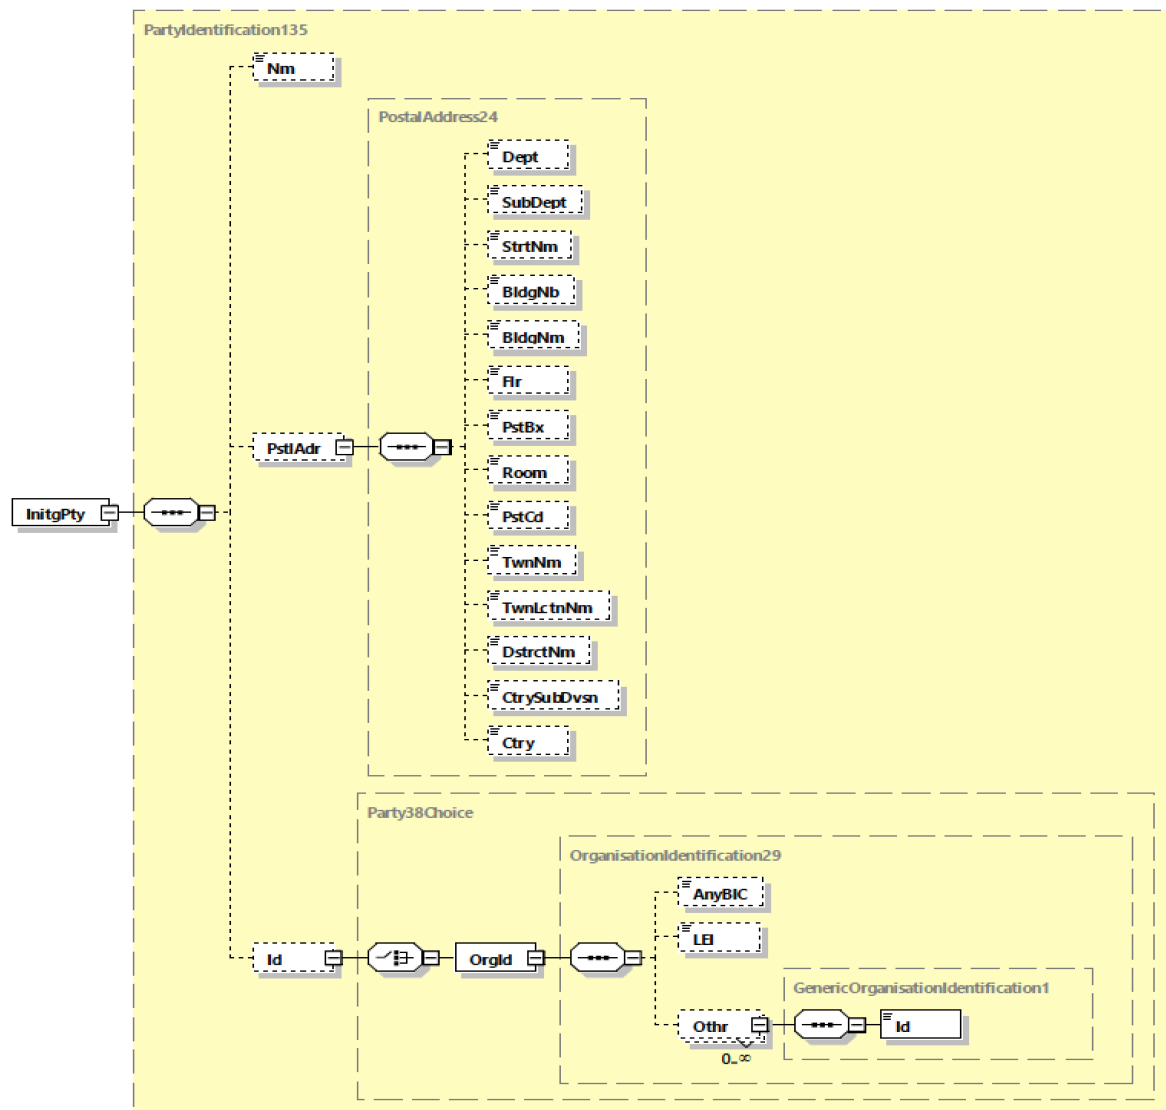 PartyIdentification135
Nm
PostalAddress24
Dept
SubDept
StrtNm
BldgNb
BldgNm
Flr
PstBx
PstlAdr
Room
PstCd
InitgPty
TwnNm
TwnLctnNm
DstrctNm
CtrySubDvsn
Ctry
Party38Choice
OrganisationIdentification29
AnyBIC
LEI
Id
OrgId
GenericOrganisationIdentification1
Othr
Id
0..∞